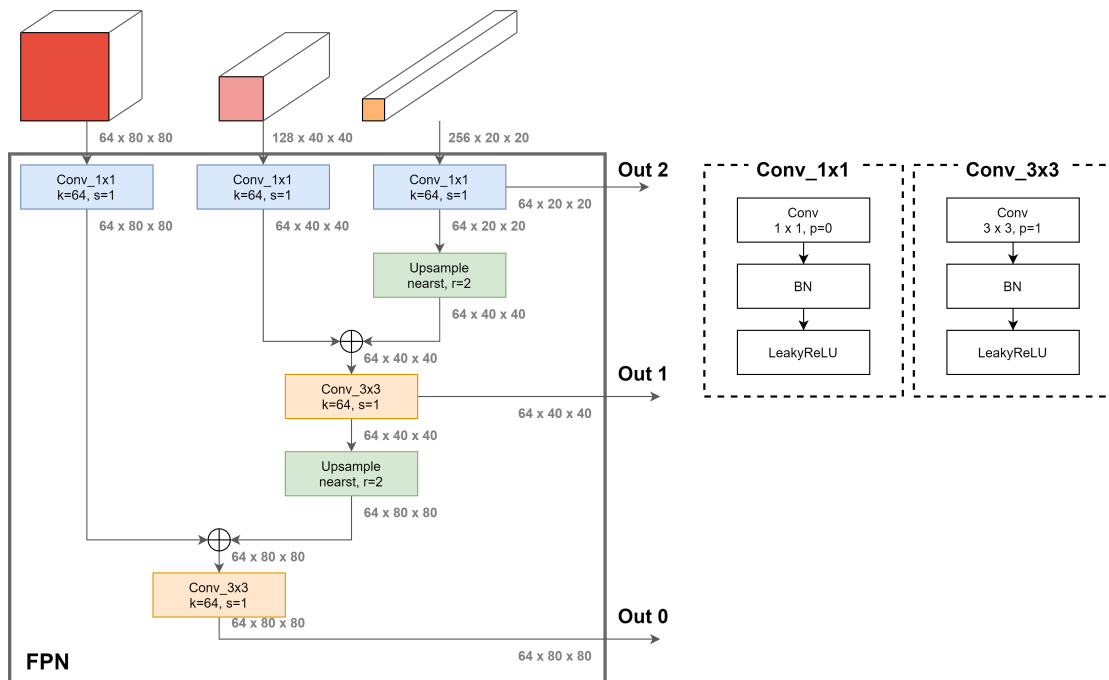 64 x 80 x 80
128 x 40 x 40
256 x 20 x 20
Conv_1x1
k=64, s=1
Conv_1x1
k=64, s=1
Conv_1x1
k=64, s=1
Out 2
64 x 20 x 20
64 x 80 x 80
64 x 40 x 40
64 x 20 x 20
Upsample
nearst, r=2
64 x 40 x 40
64 x 40 x 40
Out 1
Conv_3x3
k=64, s=1
64 x 40 x 40
64 x 40 x 40
Upsample
nearst, r=2
64 x 80 x 80
64 x 80 x 80
Conv_3x3
k=64, s=1
64 x 80 x 80
Out 0
64 x 80 x 80
FPN
Conv_1x1
Conv
1 x 1, p=0
BN
LeakyReLU
Conv_3x3
Conv
3 x 3, p=1
BN
LeakyReLU